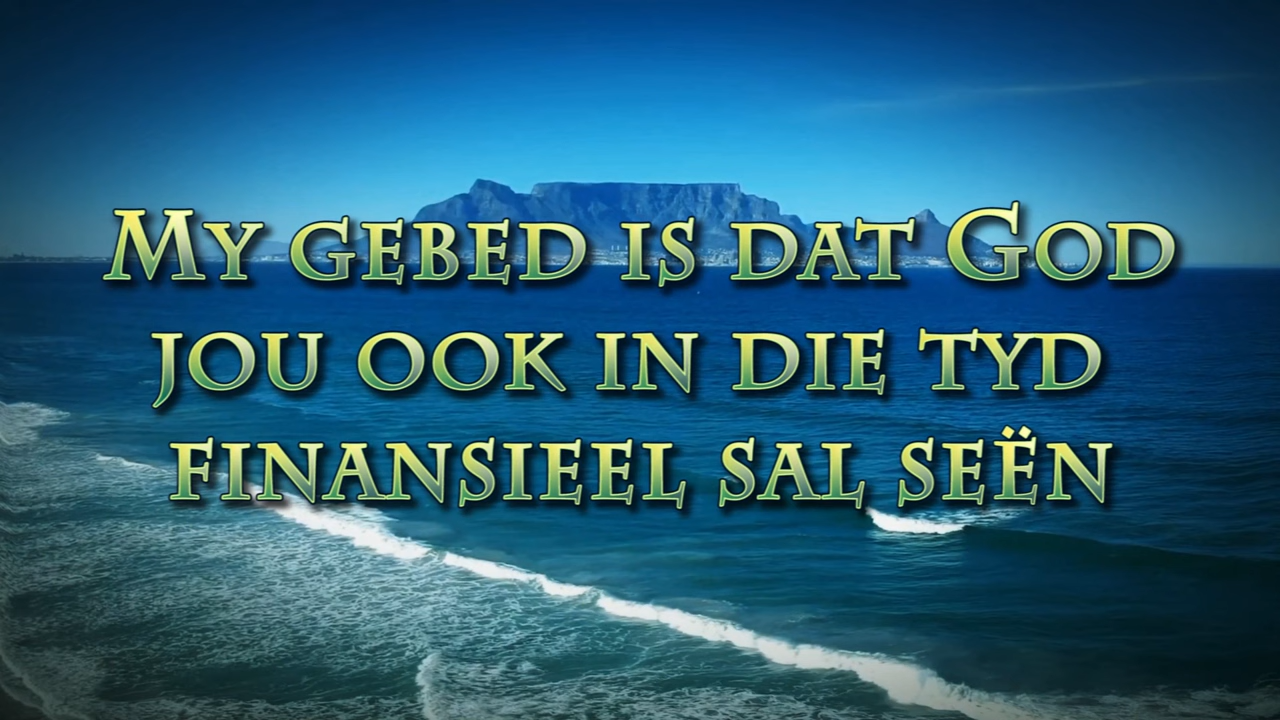 My gebed is dat God
jou ook in die tyd
finansieel sal seën